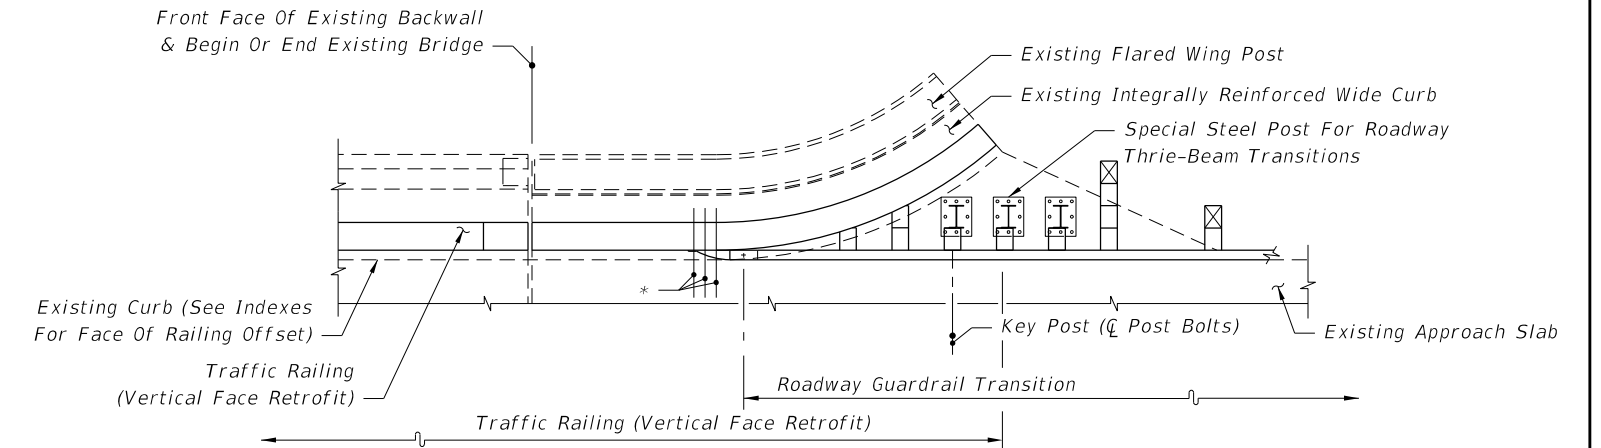 Front Face Of Existing Backwall
& Begin Or End Existing Bridge
Existing Flared Wing Post
Existing Integrally Reinforced Wide Curb
Special Steel Post For Roadway
Thrie-Beam Transitions
*
Existing Curb (See Indexes
For Face Of Railing Offset)
Key Post (℄ Post Bolts)
Existing Approach Slab
Traffic Railing
(Vertical Face Retrofit)
Roadway Guardrail Transition
Traffic Railing (Vertical Face Retrofit)